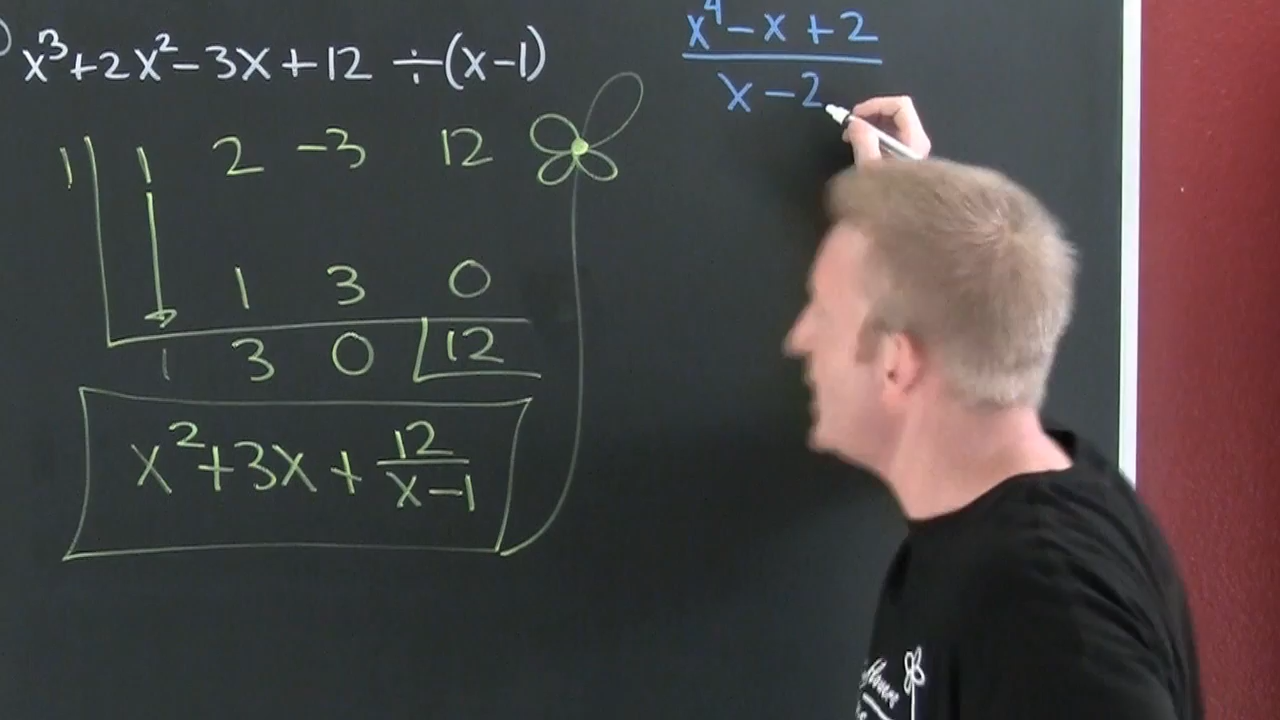 x³+2x²-3x+12 ÷(x-1)
1 1 2 -3 12
1 3 0
1 3 0 12
x²+3x+12/x-1
x⁴-x+2
x-2